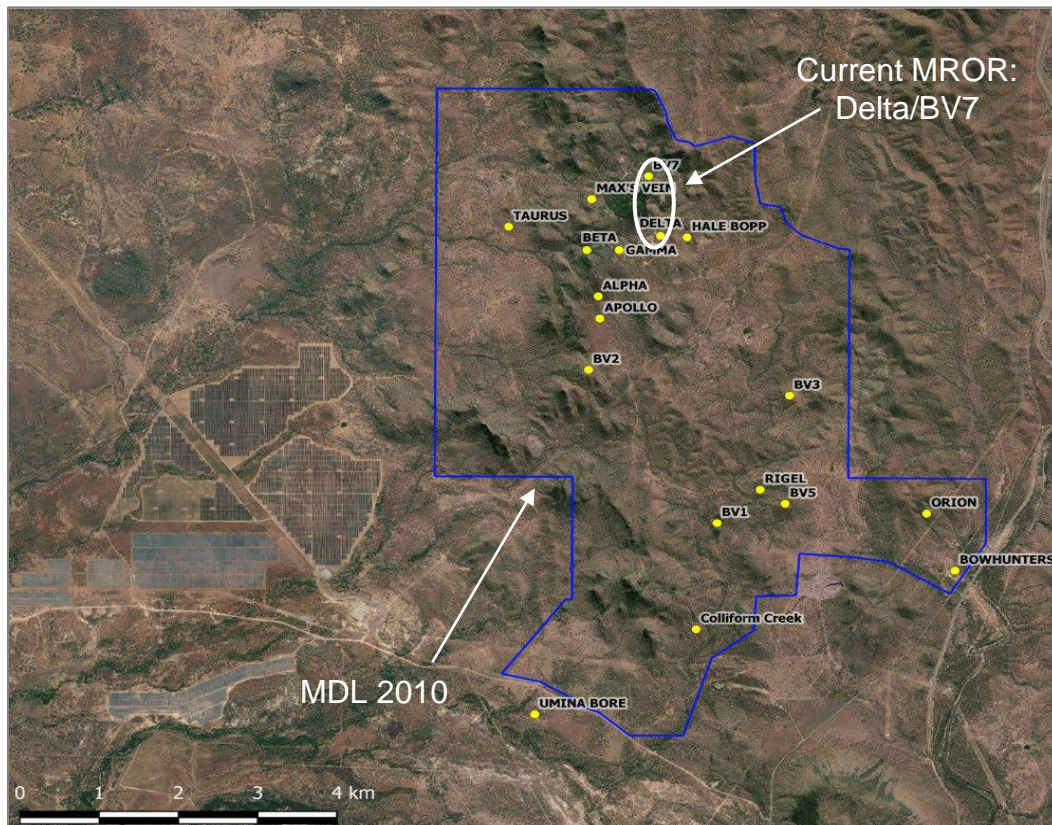 Current MROR:
Delta/BV7
BV7
MAX'S VEIN
TAURUS
DELTA
HALE BOPP
BETA
GAMMA
ALPHA
APOLLO
BV2
BV3
RIGEL
BV5
ORION
BV1
BOWHUNTERS
Colliform Creek
MDL 2010
UMINA BORE
0 1 2 3 4 km